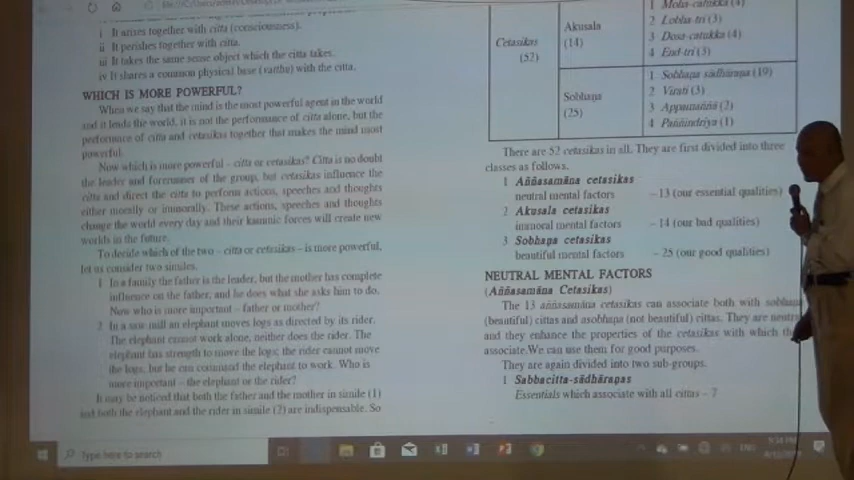 i It arises together with citta (consciousness).
ii It perishes together with citta.
iii It takes the same sense object which the citta takes.
iv It shares a common physical base (vatthu) with the citta.
WHICH IS MORE POWERFUL?
When we say that the mind is the most powerful agent in the world
and it leads the world, it is not the performance of citta alone, but the
performance of citta and cetasikas together that makes the mind most
powerful.
Now which is more powerful – citta or cetasikas? Citta is no doubt
the leader and forerunner of the group, but cetasikas influence the
citta and direct the citta to perform actions, speeches and thoughts
either morally or immorally. These actions, speeches and thoughts
change the world every day and their kammic forces will create new
worlds in the future.
To decide which of the two – citta or cetasikas – is more powerful,
let us consider two similes.
1 In a family the father is the leader, but the mother has complete
influence on the father, and he does what she asks him to do.
Now who is more important – father or mother?
2 In a saw mill an elephant moves logs as directed by its rider.
The elephant cannot work alone, neither does the rider. The
elephant has strength to move the logs; the rider cannot move
the logs, but he can command the elephant to work. Who is
more important – the elephant or the rider?
It may be noticed that both the father and the mother in simile (1)
and both the elephant and the rider in simile (2) are indispensable. So
Cetasikas
(52)
Akusala
(14)
1 Moha-catukka (4)
2 Lobha-tri (3)
3 Dosa-catukka (4)
4 End-tri (3)
Sobhaṇa
(25)
1 Sobhaṇa sādhāraṇa (19)
2 Virati (3)
3 Appamaññā (2)
4 Paññindriya (1)
There are 52 cetasikas in all. They are first divided into three
classes as follows.
1 Aññasamāna cetasikas
neutral mental factors – 13 (our essential qualities)
2 Akusala cetasikas
immoral mental factors – 14 (our bad qualities)
3 Sobhaṇa cetasikas
beautiful mental factors – 25 (our good qualities)
NEUTRAL MENTAL FACTORS
(Aññasamāna Cetasikas)
The 13 aññasamāna cetasikas can associate both with sobhaṇa
(beautiful) cittas and asobhaṇa (not beautiful) cittas. They are
and they enhance the properties of the cetasikas with which
associate. We can use them for good purposes.
They are again divided into two sub-groups.
1 Sabbacitta-sādhāraṇas
Essentials which associate with all cittas – 7
Type here to search
ENG